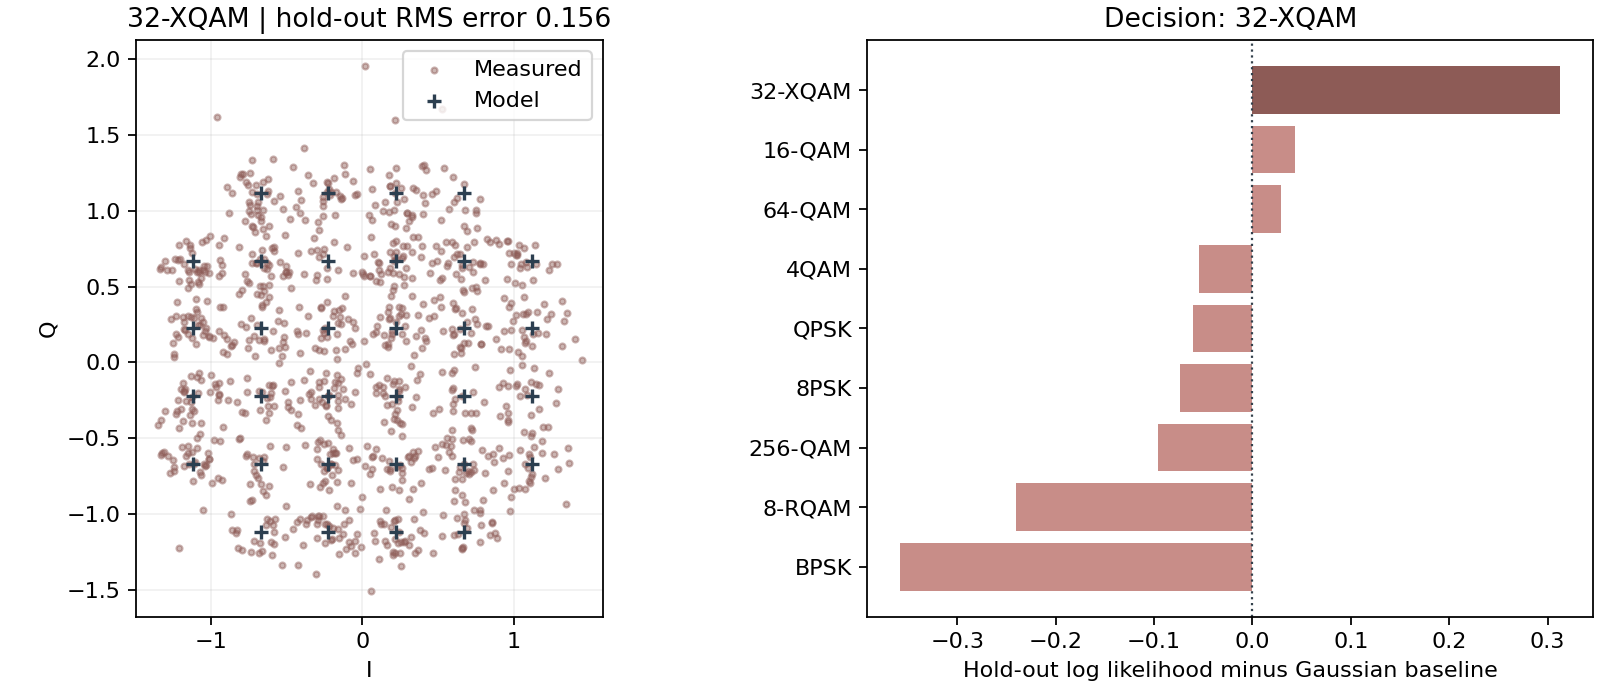 32-XQAM | hold-out RMS error 0.156
Measured
Model
2.0
1.5
1.0
0.5
0.0
−0.5
−1.0
−1.5
Q
−1
0
1
I
Decision: 32-XQAM
32-XQAM
16-QAM
64-QAM
4QAM
QPSK
8PSK
256-QAM
8-RQAM
BPSK
−0.3
−0.2
−0.1
0.0
0.1
0.2
0.3
Hold-out log likelihood minus Gaussian baseline